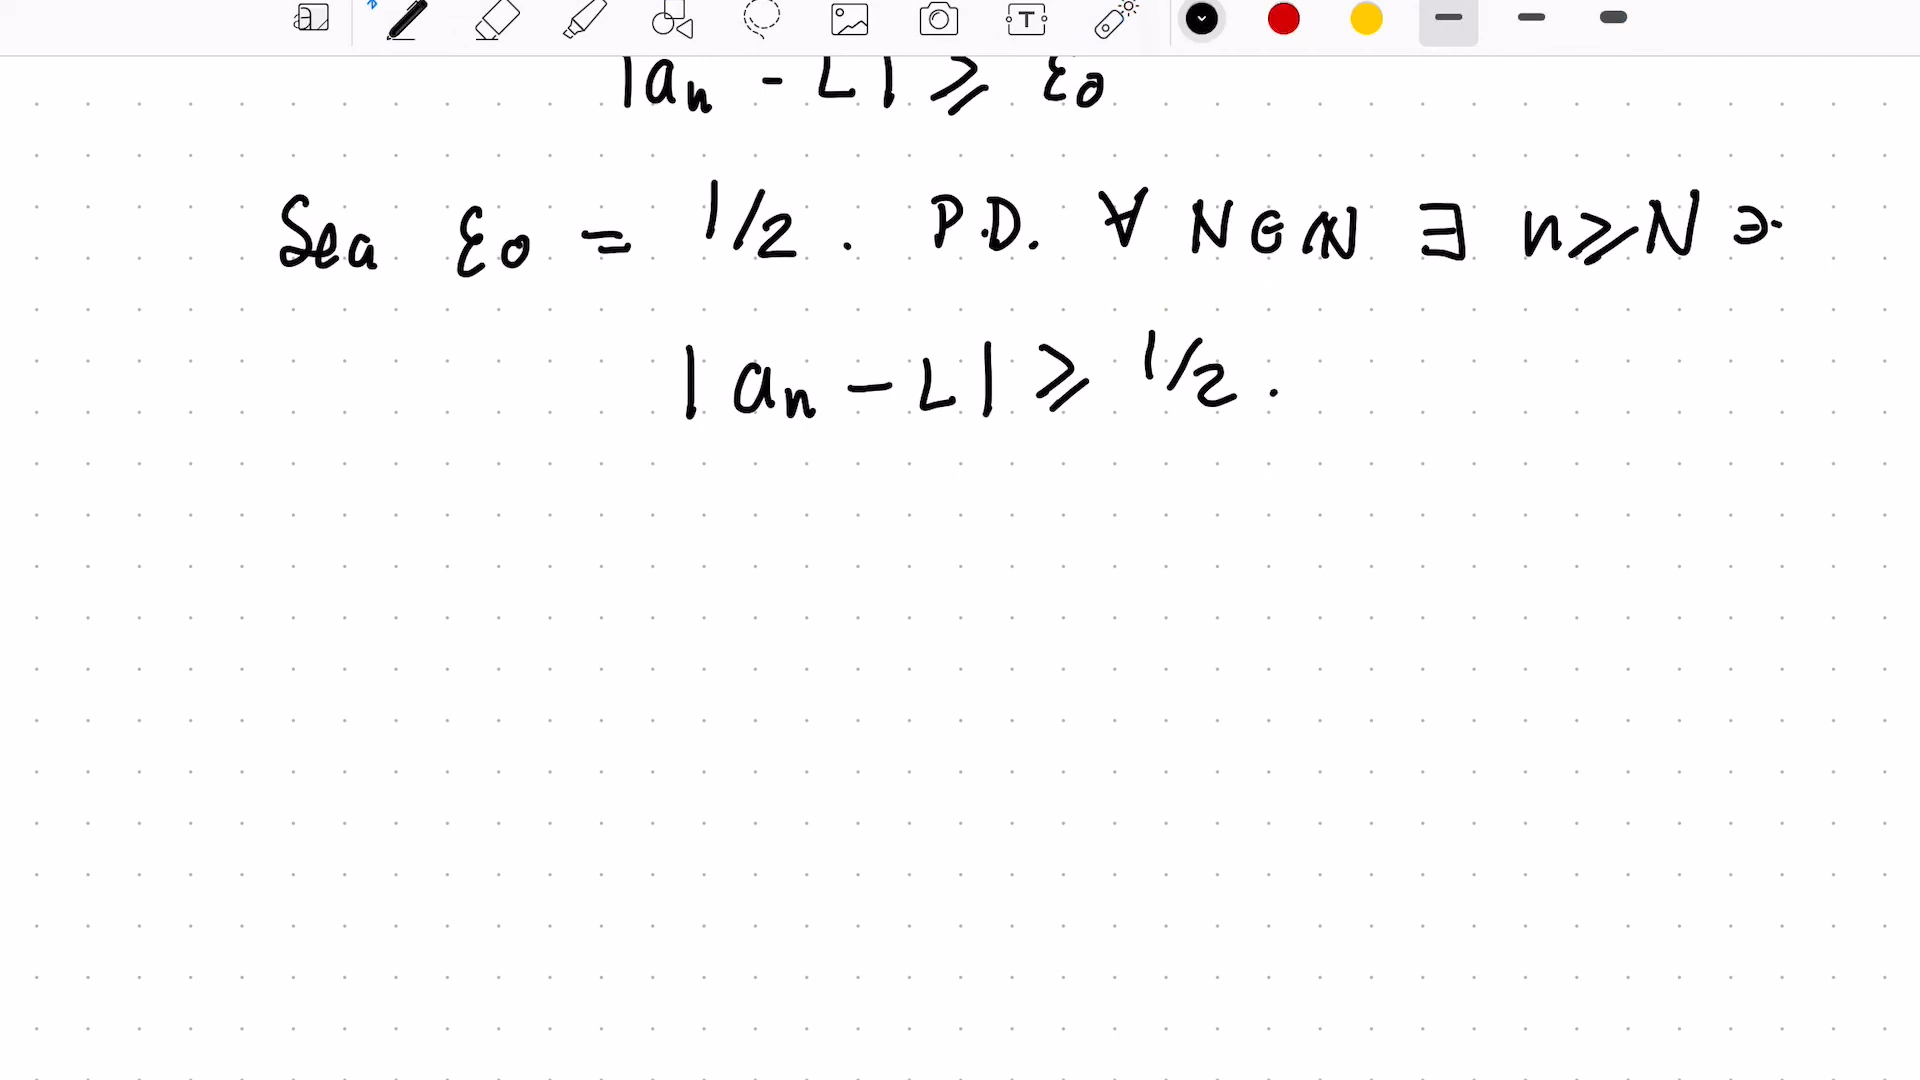 |aₙ - L| ⩾ ε₀
Sea ε₀ = 1/2 . P.D. ∀ N ∈ ℕ ∃ n ⩾ N ∋·
| aₙ - L | ⩾ 1/2 .